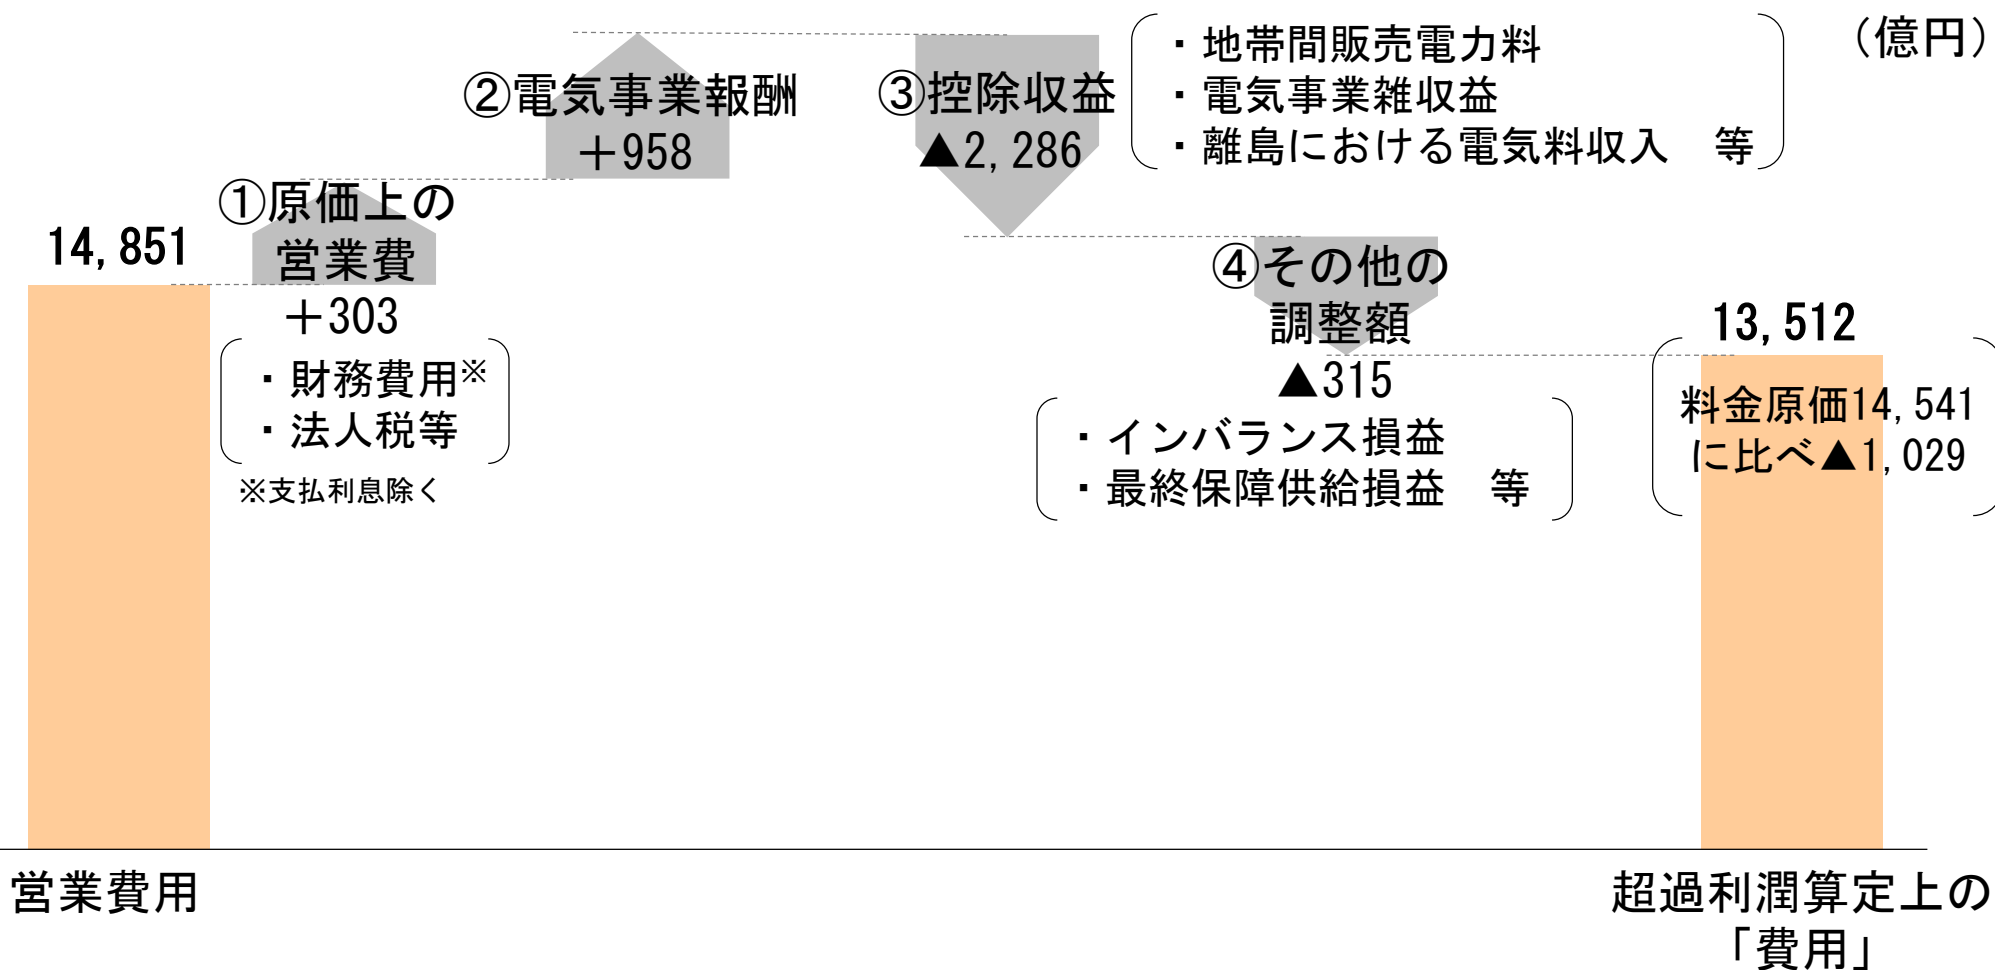 （億円）
②電気事業報酬
＋958
③控除収益
▲2,286
・地帯間販売電力料
・電気事業雑収益
・離島における電気料収入　等
14,851
①原価上の
営業費
＋303
・財務費用※
・法人税等
※支払利息除く
④その他の
調整額
▲315
・インバランス損益
・最終保障供給損益　等
13,512
料金原価14,541
に比べ▲1,029
営業費用
超過利潤算定上の
「費用」